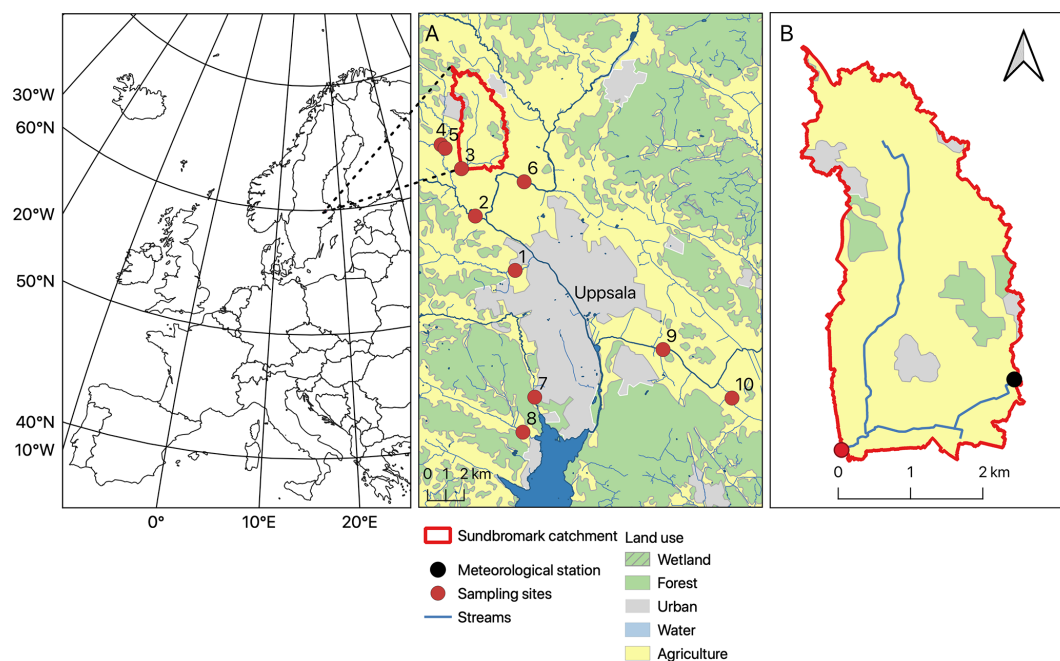 30°W
60°N
20°W
50°N
40°N
10°W
0°
10°E
20°E
A
4
5
3
6
2
1
Uppsala
9
10
7
8
0 1 2 km
B
0 1 2 km
Sundbromark catchment
Meteorological station
Sampling sites
Streams
Land use
Wetland
Forest
Urban
Water
Agriculture